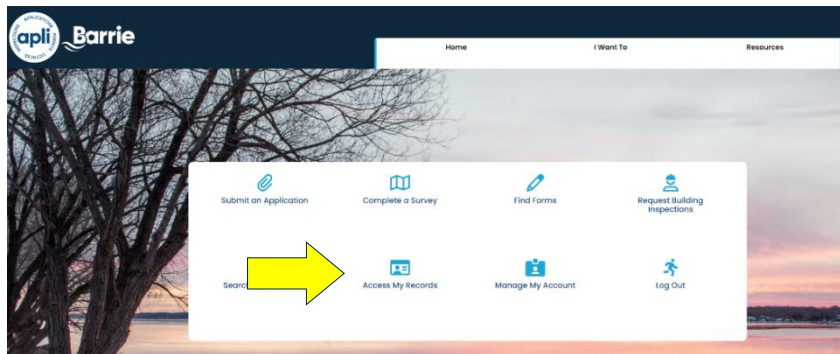 apli
Barrie
Home
I Want To
Resources
Submit an Application
Complete a Survey
Find Forms
Request Building
Inspections
Search
Access My Records
Manage My Account
Log Out